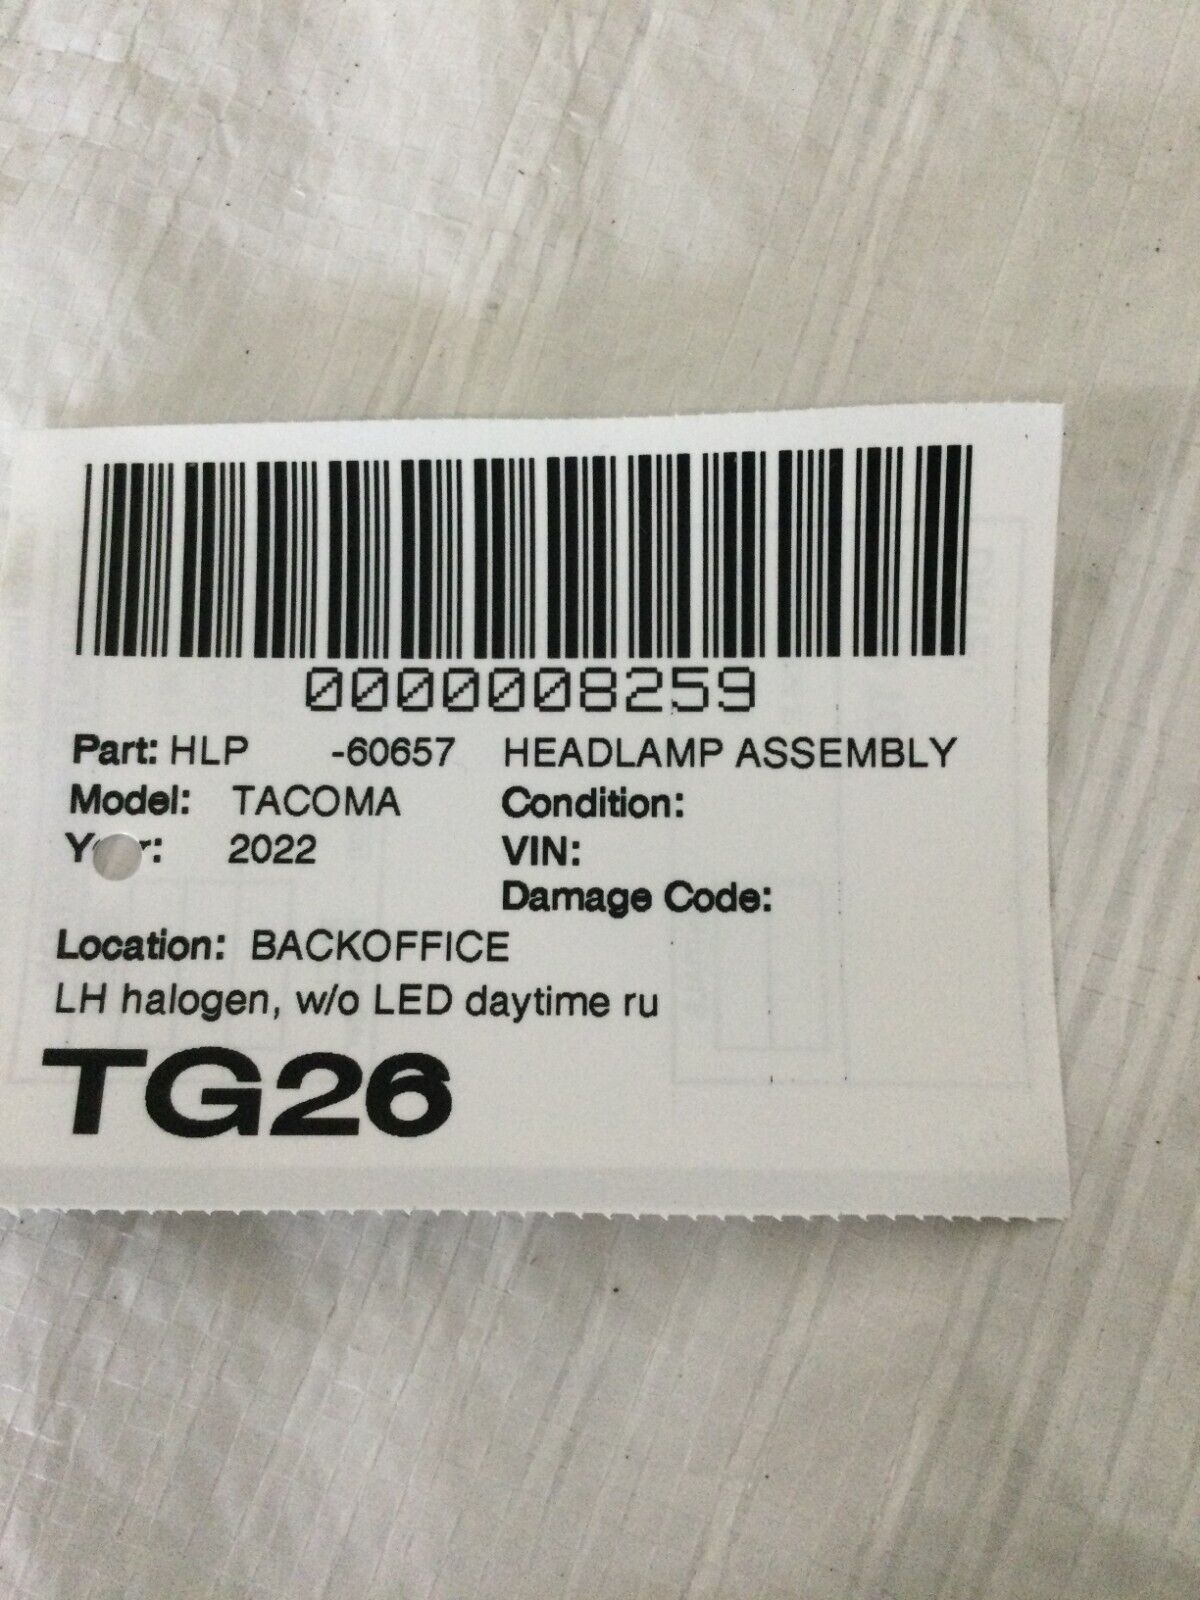 0000008259
Part: HLP -60657 HEADLAMP ASSEMBLY
Model: TACOMA Condition:
2022 VIN:
Damage Code:
Location: BACKOFFICE
LH halogen, w/o LED daytime ru
TG26